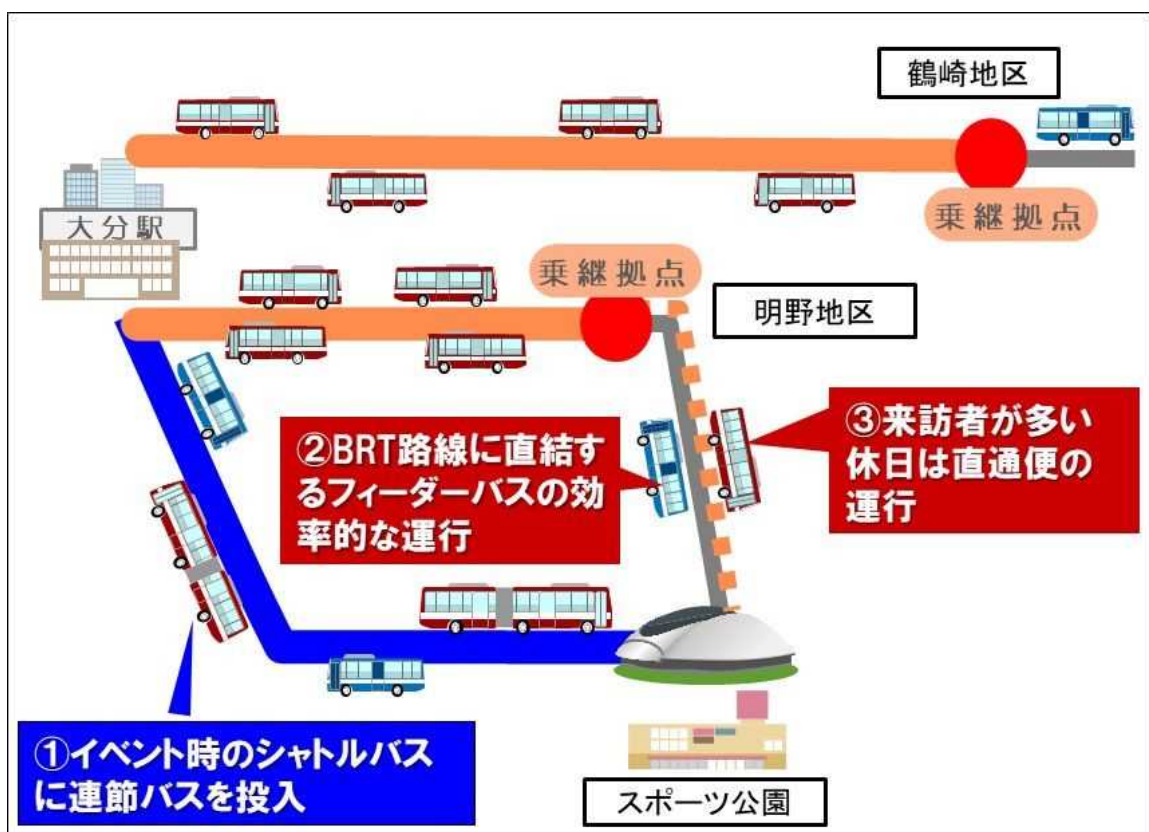 鶴崎地区
大分駅
乗継拠点
乗継拠点
明野地区
③来訪者が多い
休日は直通便の
運行
②BRT路線に直結す
るフィーダーバスの効
率的な運行
①イベント時のシャトルバス
に連節バスを投入
スポーツ公園